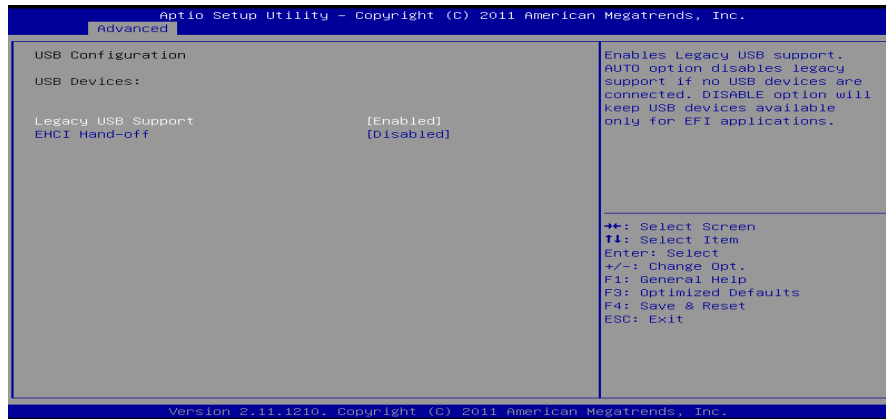 Aptio Setup Utility – Copyright (C) 2011 American Megatrends, Inc.
Advanced
USB Configuration
USB Devices:
Legacy USB Support [Enabled]
EHCI Hand-off [Disabled]
Enables Legacy USB support.
AUTO option disables legacy
support if no USB devices are
connected. DISABLE option will
keep USB devices available
only for EFI applications.
→←: Select Screen
↑↓: Select Item
Enter: Select
+/-: Change Opt.
F1: General Help
F3: Optimized Defaults
F4: Save & Reset
ESC: Exit
Version 2.11.1210. Copyright (C) 2011 American Megatrends, Inc.